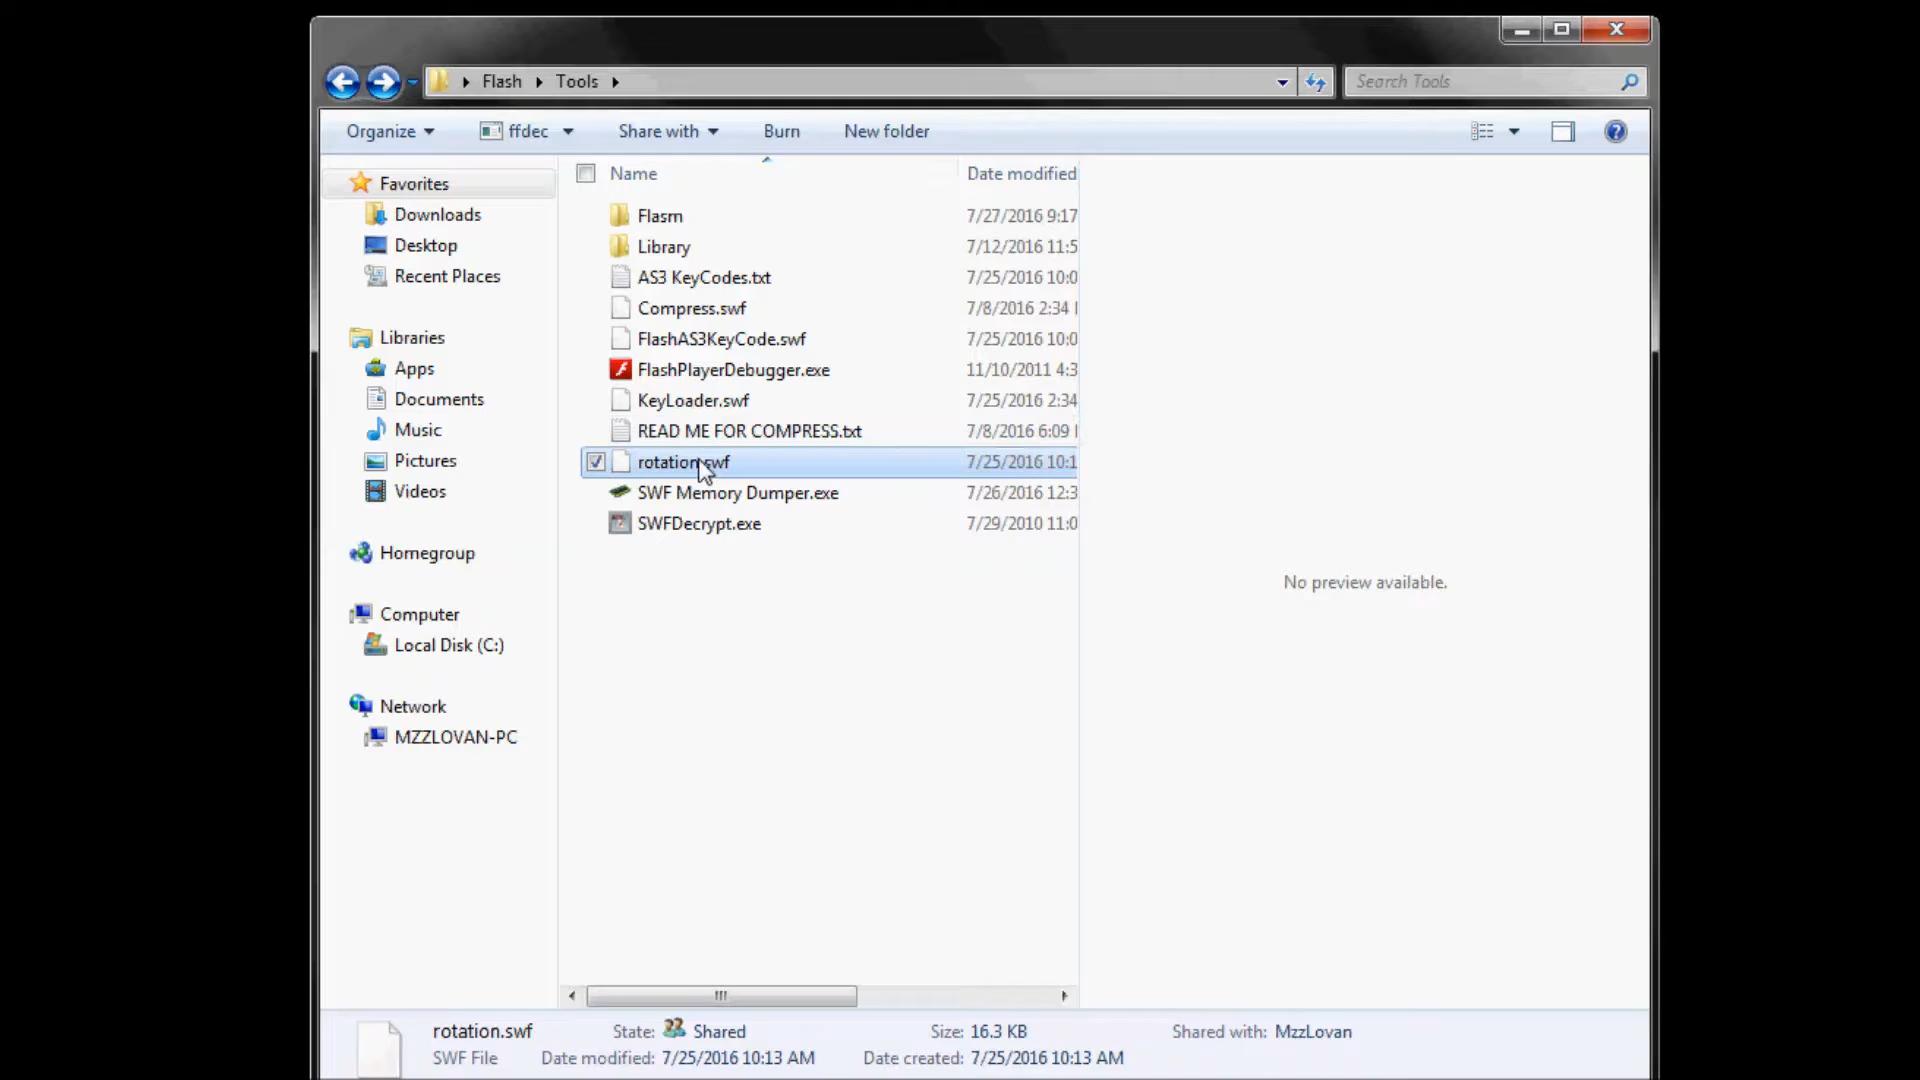 Flash Tools
Search Tools
Organize ffdec Share with Burn New folder
Name Date modified
Favorites
Downloads
Desktop
Recent Places
Libraries
Apps
Documents
Music
Pictures
Videos
Homegroup
Computer
Local Disk (C:)
Network
MZZLOVAN-PC
Flasm 7/27/2016 9:17
Library 7/12/2016 11:5
AS3 KeyCodes.txt 7/25/2016 10:0
Compress.swf 7/8/2016 2:34
FlashAS3KeyCode.swf 7/25/2016 10:0
FlashPlayerDebugger.exe 11/10/2011 4:3
KeyLoader.swf 7/25/2016 2:34
READ ME FOR COMPRESS.txt 7/8/2016 6:09
rotation.swf 7/25/2016 10:1
SWF Memory Dumper.exe 7/26/2016 12:3
SWFDecrypt.exe 7/29/2010 11:0
No preview available.
rotation.swf State: Shared Size: 16.3 KB Shared with: MzzLovan
SWF File Date modified: 7/25/2016 10:13 AM Date created: 7/25/2016 10:13 AM